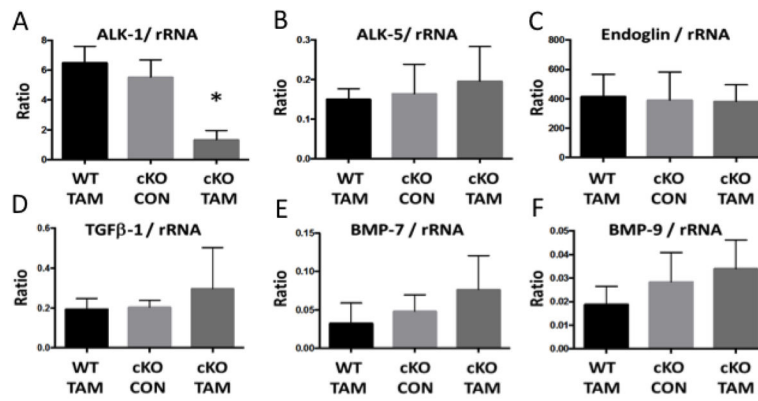 A
ALK-1/ rRNA
Ratio
8
6
4
2
0
*
WT TAM
cKO CON
cKO TAM
B
ALK-5/ rRNA
Ratio
0.3
0.2
0.1
0.0
WT TAM
cKO CON
cKO TAM
C
Endoglin / rRNA
Ratio
800
600
400
200
0
WT TAM
cKO CON
cKO TAM
D
TGFβ-1 / rRNA
Ratio
0.6
0.4
0.2
0.0
WT TAM
cKO CON
cKO TAM
E
BMP-7 / rRNA
Ratio
0.15
0.10
0.05
0.00
WT TAM
cKO CON
cKO TAM
F
BMP-9 / rRNA
Ratio
0.05
0.04
0.03
0.02
0.01
0.00
WT TAM
cKO CON
cKO TAM